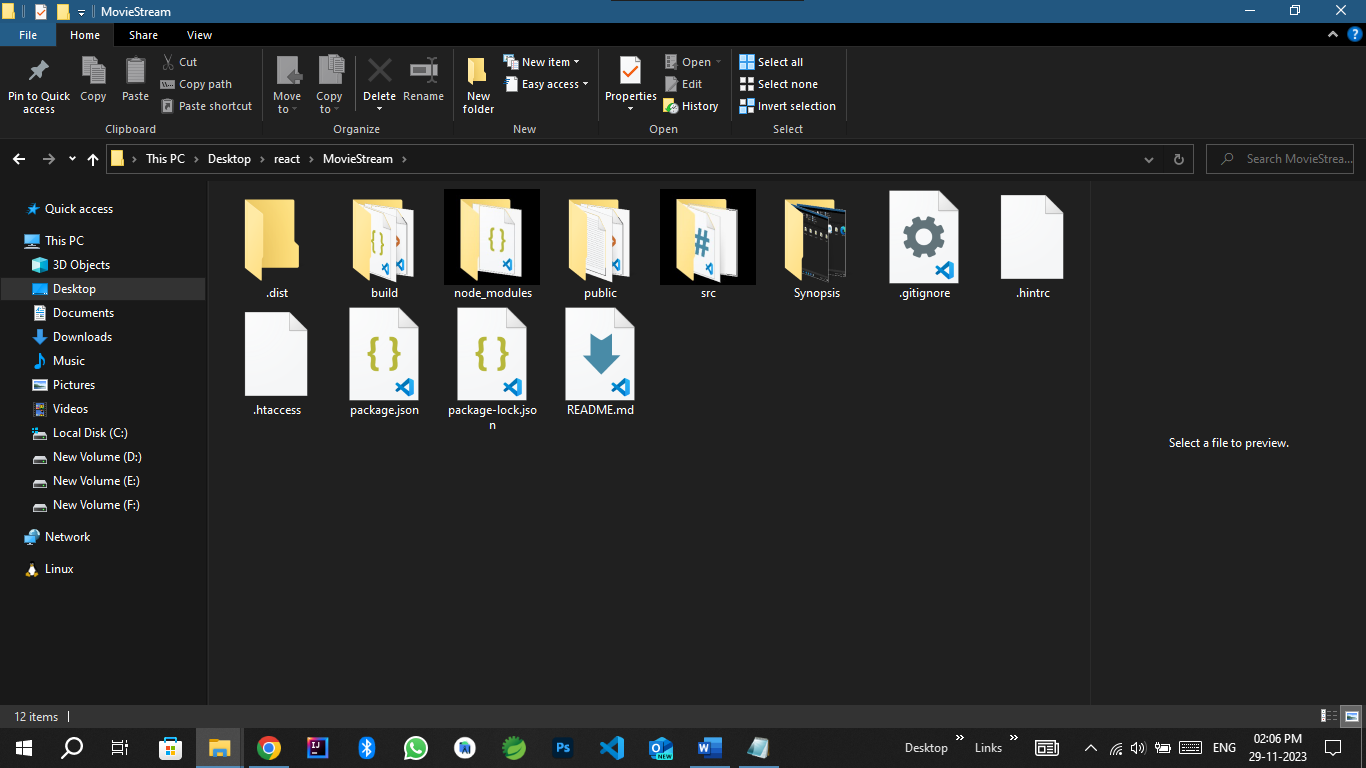 MovieStream
File Home Share View
Pin to Quick access
Copy
Paste
Cut
Copy path
Paste shortcut
Clipboard
Move to
Copy to
Delete
Rename
Organize
New folder
New item
Easy access
New
Properties
Open
Edit
History
Open
Select all
Select none
Invert selection
Select
This PC > Desktop > react > MovieStream >
Search MovieStrea...
Quick access
This PC
3D Objects
Desktop
Documents
Downloads
Music
Pictures
Videos
Local Disk (C:)
New Volume (D:)
New Volume (E:)
New Volume (F:)
Network
Linux
.dist
build
node_modules
public
src
Synopsis
.gitignore
.hintrc
.htaccess
package.json
package-lock.jso
n
README.md
Select a file to preview.
12 items
Desktop » Links »
ENG
02:06 PM
29-11-2023